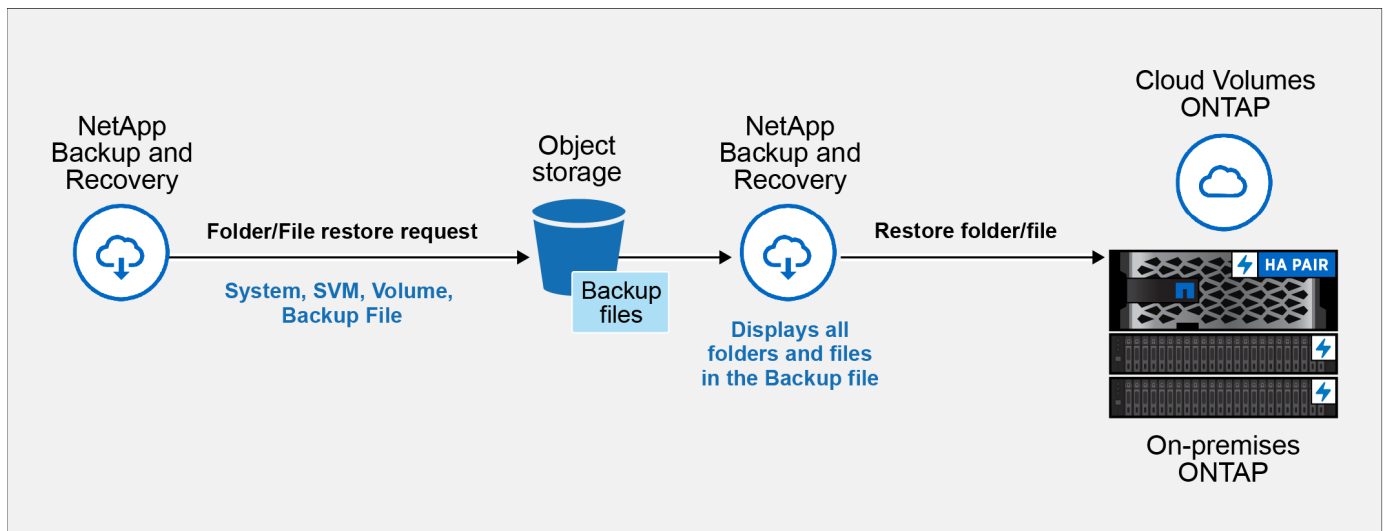 NetApp
Backup and
Recovery
Folder/File restore request
System, SVM, Volume,
Backup File
Object
storage
Backup
files
NetApp
Backup and
Recovery
Displays all
folders and files
in the Backup file
Restore folder/file
Cloud Volumes
ONTAP
HA PAIR
On-premises
ONTAP